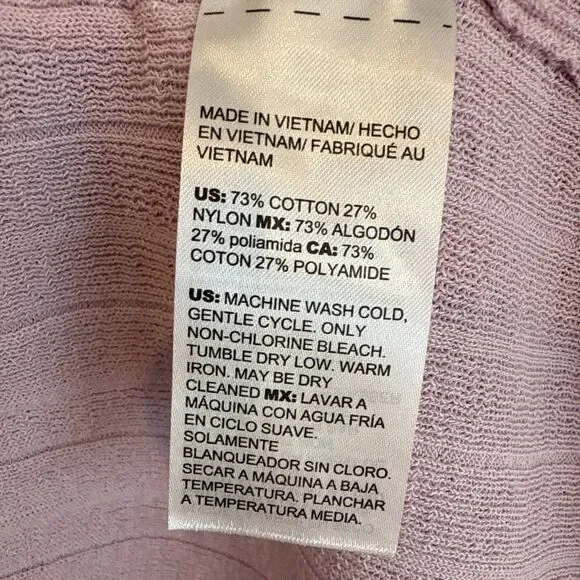 MADE IN VIETNAM/ HECHO
EN VIETNAM/ FABRIQUÉ AU
VIETNAM
US: 73% COTTON 27%
NYLON MX: 73% ALGODÓN
27% poliamida CA: 73%
COTON 27% POLYAMIDE
US: MACHINE WASH COLD,
GENTLE CYCLE. ONLY
NON-CHLORINE BLEACH.
TUMBLE DRY LOW. WARM
IRON. MAY BE DRY
CLEANED MX: LAVAR A
MÁQUINA CON AGUA FRÍA
EN CICLO SUAVE.
SOLAMENTE
BLANQUEADOR SIN CLORO.
SECAR A MÁQUINA A BAJA
TEMPERATURA. PLANCHAR
A TEMPERATURA MEDIA.